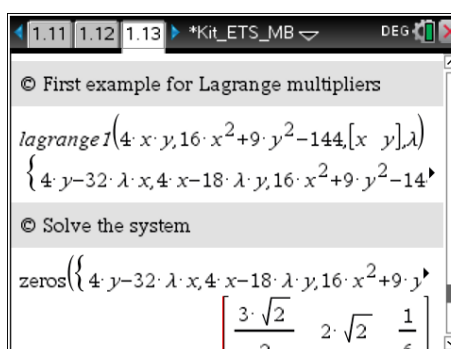 1.11 1.12 1.13 *Kit_ETS_MB DEG
© First example for Lagrange multipliers
lagrange1(4·x·y,16·x²+9·y²−144,[x y],λ)
{4·y−32·λ·x,4·x−18·λ·y,16·x²+9·y²−14
© Solve the system
zeros({4·y−32·λ·x,4·x−18·λ·y,16·x²+9·y
[3·√2/2 2·√2 1/6]